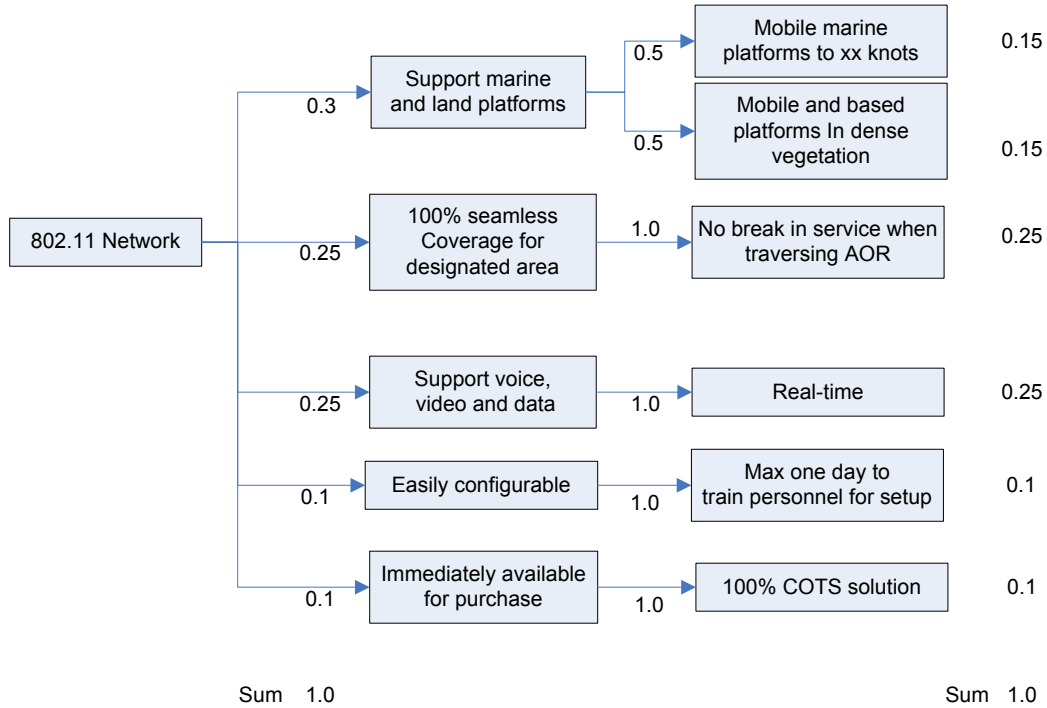 802.11 Network
0.3
Support marine
and land platforms
0.5
Mobile marine
platforms to xx knots
0.15
0.5
Mobile and based
platforms In dense
vegetation
0.15
0.25
100% seamless
Coverage for
designated area
1.0
No break in service when
traversing AOR
0.25
0.25
Support voice,
video and data
1.0
Real-time
0.25
0.1
Easily configurable
1.0
Max one day to
train personnel for setup
0.1
0.1
Immediately available
for purchase
1.0
100% COTS solution
0.1
Sum 1.0
Sum 1.0